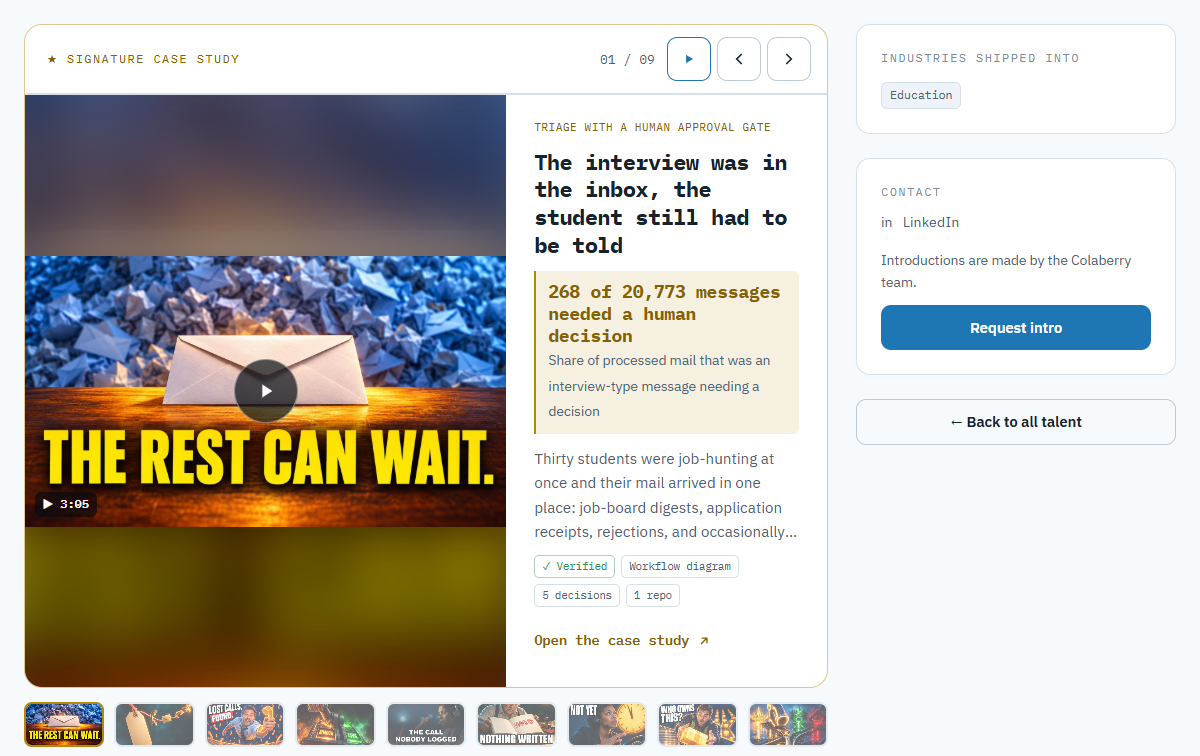 ★ SIGNATURE CASE STUDY
01 / 09
TRIAGE WITH A HUMAN APPROVAL GATE
The interview was in
the inbox, the
student still had to
be told
268 of 20,773 messages
needed a human
decision
Share of processed mail that was an
interview-type message needing a
decision
Thirty students were job-hunting at
once and their mail arrived in one
place: job-board digests, application
receipts, rejections, and occasionally...
✓ Verified
Workflow diagram
5 decisions
1 repo
Open the case study ↗
THE REST CAN WAIT.
3:05
THE REST CAN WAIT.
LOST CALLS.
FOUND.
THE CALL
NOBODY LOGGED
NOTHING WRITTEN
NOT YET
WHO OWNS
THIS?
INDUSTRIES SHIPPED INTO
Education
CONTACT
in LinkedIn
Introductions are made by the Colaberry
team.
Request intro
← Back to all talent